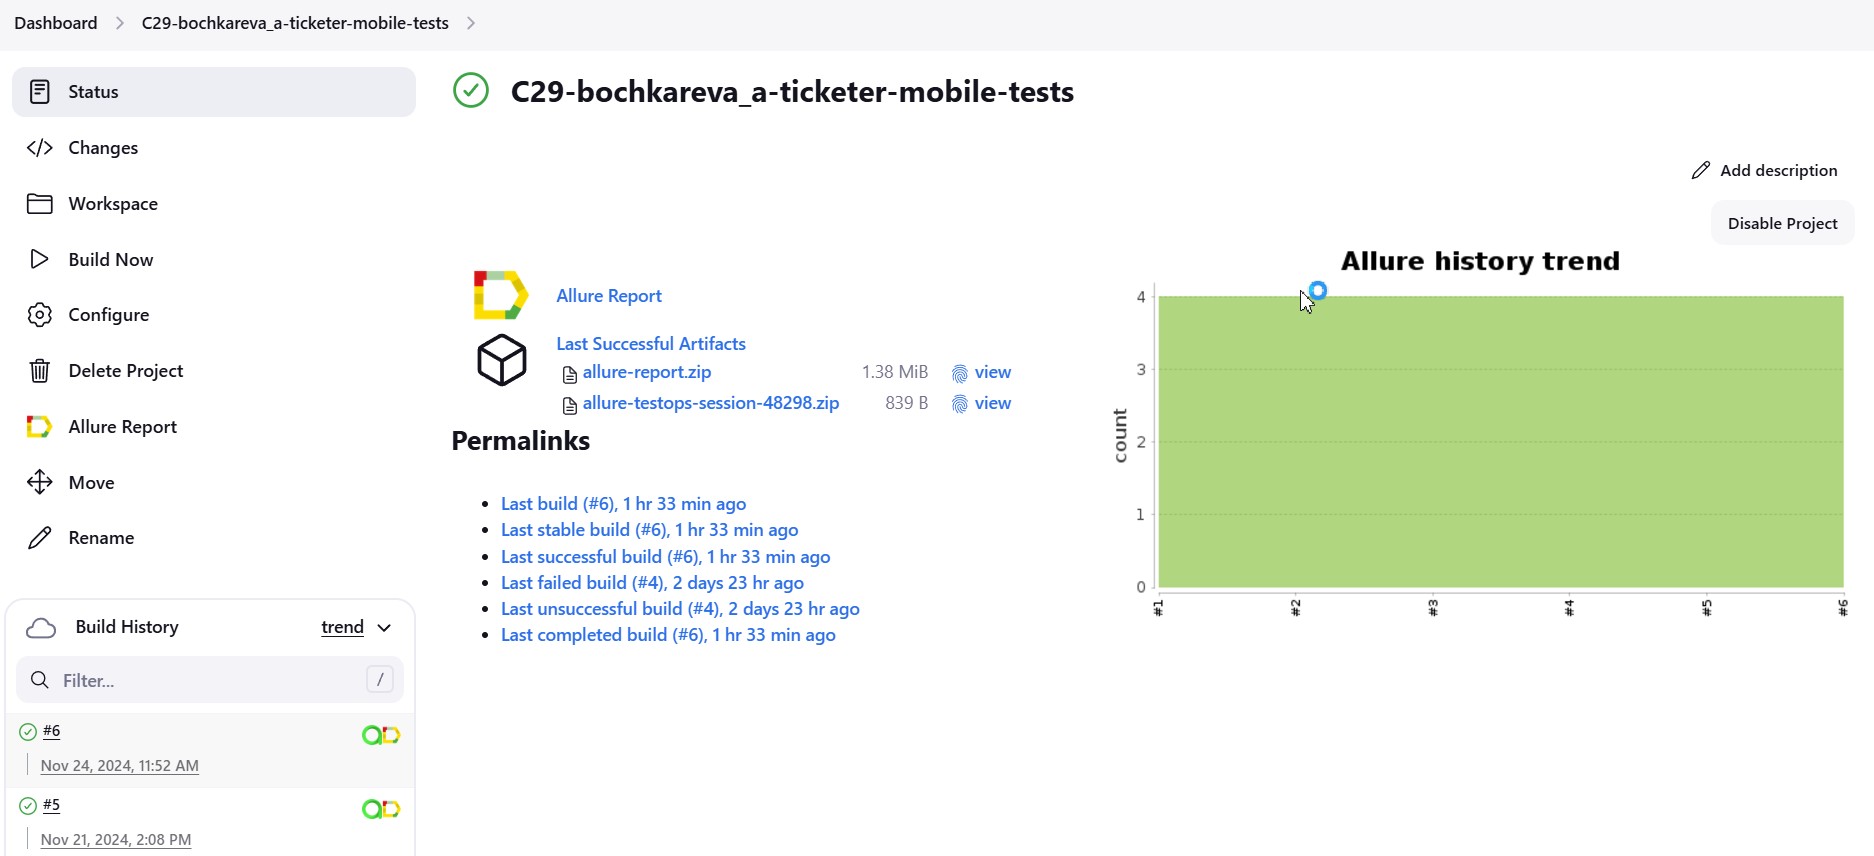 Dashboard > C29-bochkareva_a-ticketer-mobile-tests >
Status
Changes
Workspace
Build Now
Configure
Delete Project
Allure Report
Move
Rename
Build History trend
Filter... /
#6
Nov 24, 2024, 11:52 AM
#5
Nov 21, 2024, 2:08 PM
C29-bochkareva_a-ticketer-mobile-tests
Add description
Disable Project
Allure Report
Last Successful Artifacts
allure-report.zip 1.38 MiB view
allure-testops-session-48298.zip 839 B view
Permalinks
Last build (#6), 1 hr 33 min ago
Last stable build (#6), 1 hr 33 min ago
Last successful build (#6), 1 hr 33 min ago
Last failed build (#4), 2 days 23 hr ago
Last unsuccessful build (#4), 2 days 23 hr ago
Last completed build (#6), 1 hr 33 min ago
Allure history trend
4
3
2
1
0
count
#1 #2 #3 #4 #5 #6